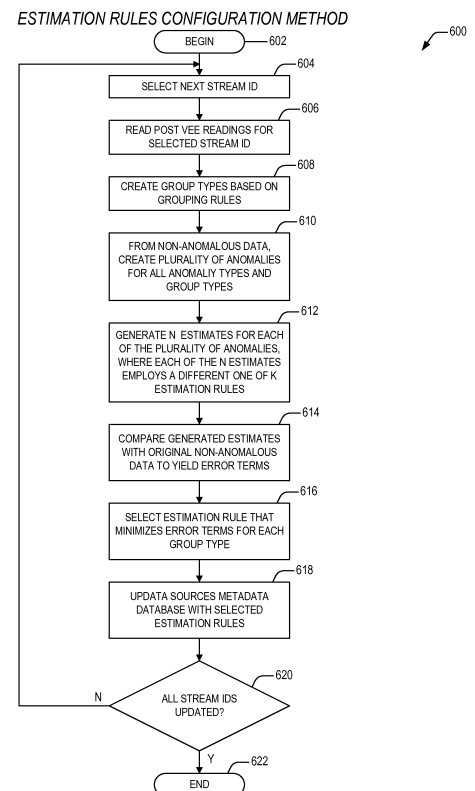 ESTIMATION RULES CONFIGURATION METHOD
600
BEGIN
602
604
SELECT NEXT STREAM ID
606
READ POST VEE READINGS FOR
SELECTED STREAM ID
608
CREATE GROUP TYPES BASED ON
GROUPING RULES
610
FROM NON-ANOMALOUS DATA,
CREATE PLURALITY OF ANOMALIES
FOR ALL ANOMALIY TYPES AND
GROUP TYPES
612
GENERATE N ESTIMATES FOR EACH
OF THE PLURALITY OF ANOMALIES,
WHERE EACH OF THE N ESTIMATES
EMPLOYS A DIFFERENT ONE OF K
ESTIMATION RULES
614
COMPARE GENERATED ESTIMATES
WITH ORIGINAL NON-ANOMALOUS
DATA TO YIELD ERROR TERMS
616
SELECT ESTIMATION RULE THAT
MINIMIZES ERROR TERMS FOR EACH
GROUP TYPE
618
UPDATA SOURCES METADATA
DATABASE WITH SELECTED
ESTIMATION RULES
620
N
ALL STREAM IDS
UPDATED?
Y
622
END